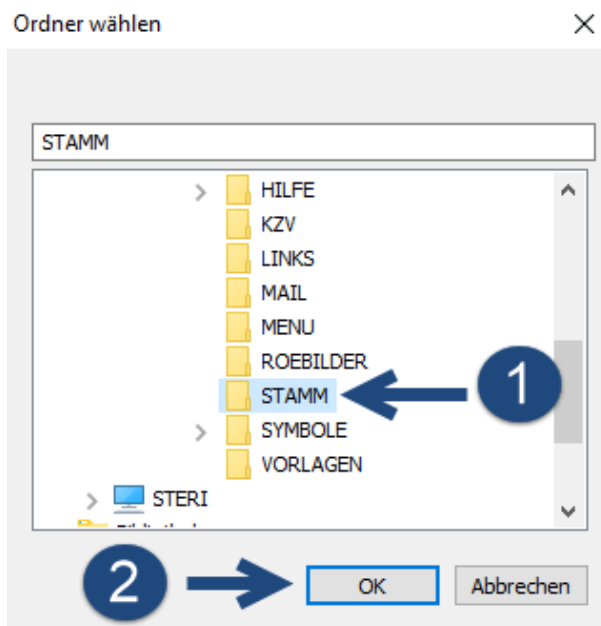 Ordner wählen
STAMM
HILFE
KZV
LINKS
MAIL
MENU
ROEBILDER
STAMM
1
SYMBOLE
VORLAGEN
STERI
2
OK
Abbrechen